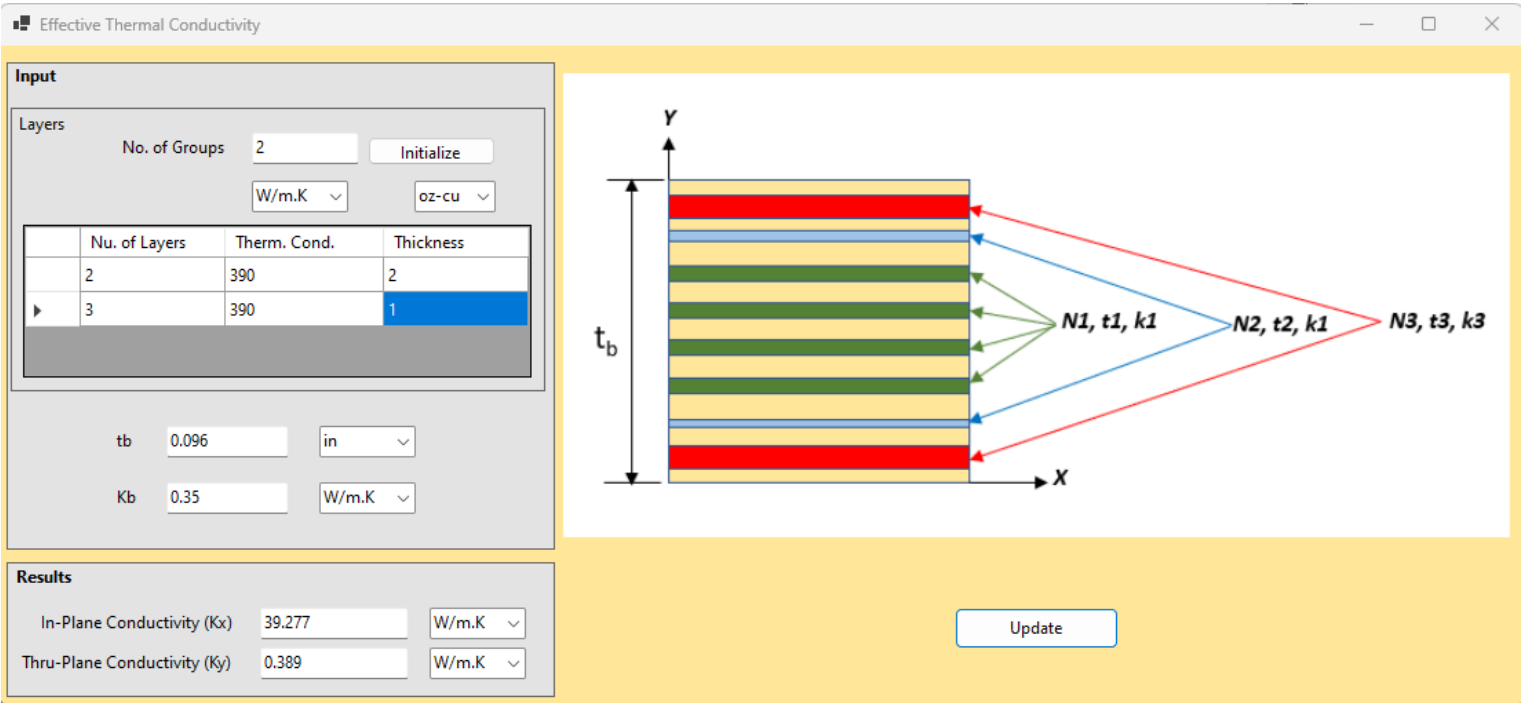 Effective Thermal Conductivity
Input
Layers
No. of Groups 2 Initialize
W/m.K oz-cu
Nu. of Layers Therm. Cond. Thickness
2 390 2
3 390 1
tb 0.096 in
Kb 0.35 W/m.K
Results
In-Plane Conductivity (Kx) 39.277 W/m.K
Thru-Plane Conductivity (Ky) 0.389 W/m.K
Y
tb
N1, t1, k1
N2, t2, k1
N3, t3, k3
X
Update